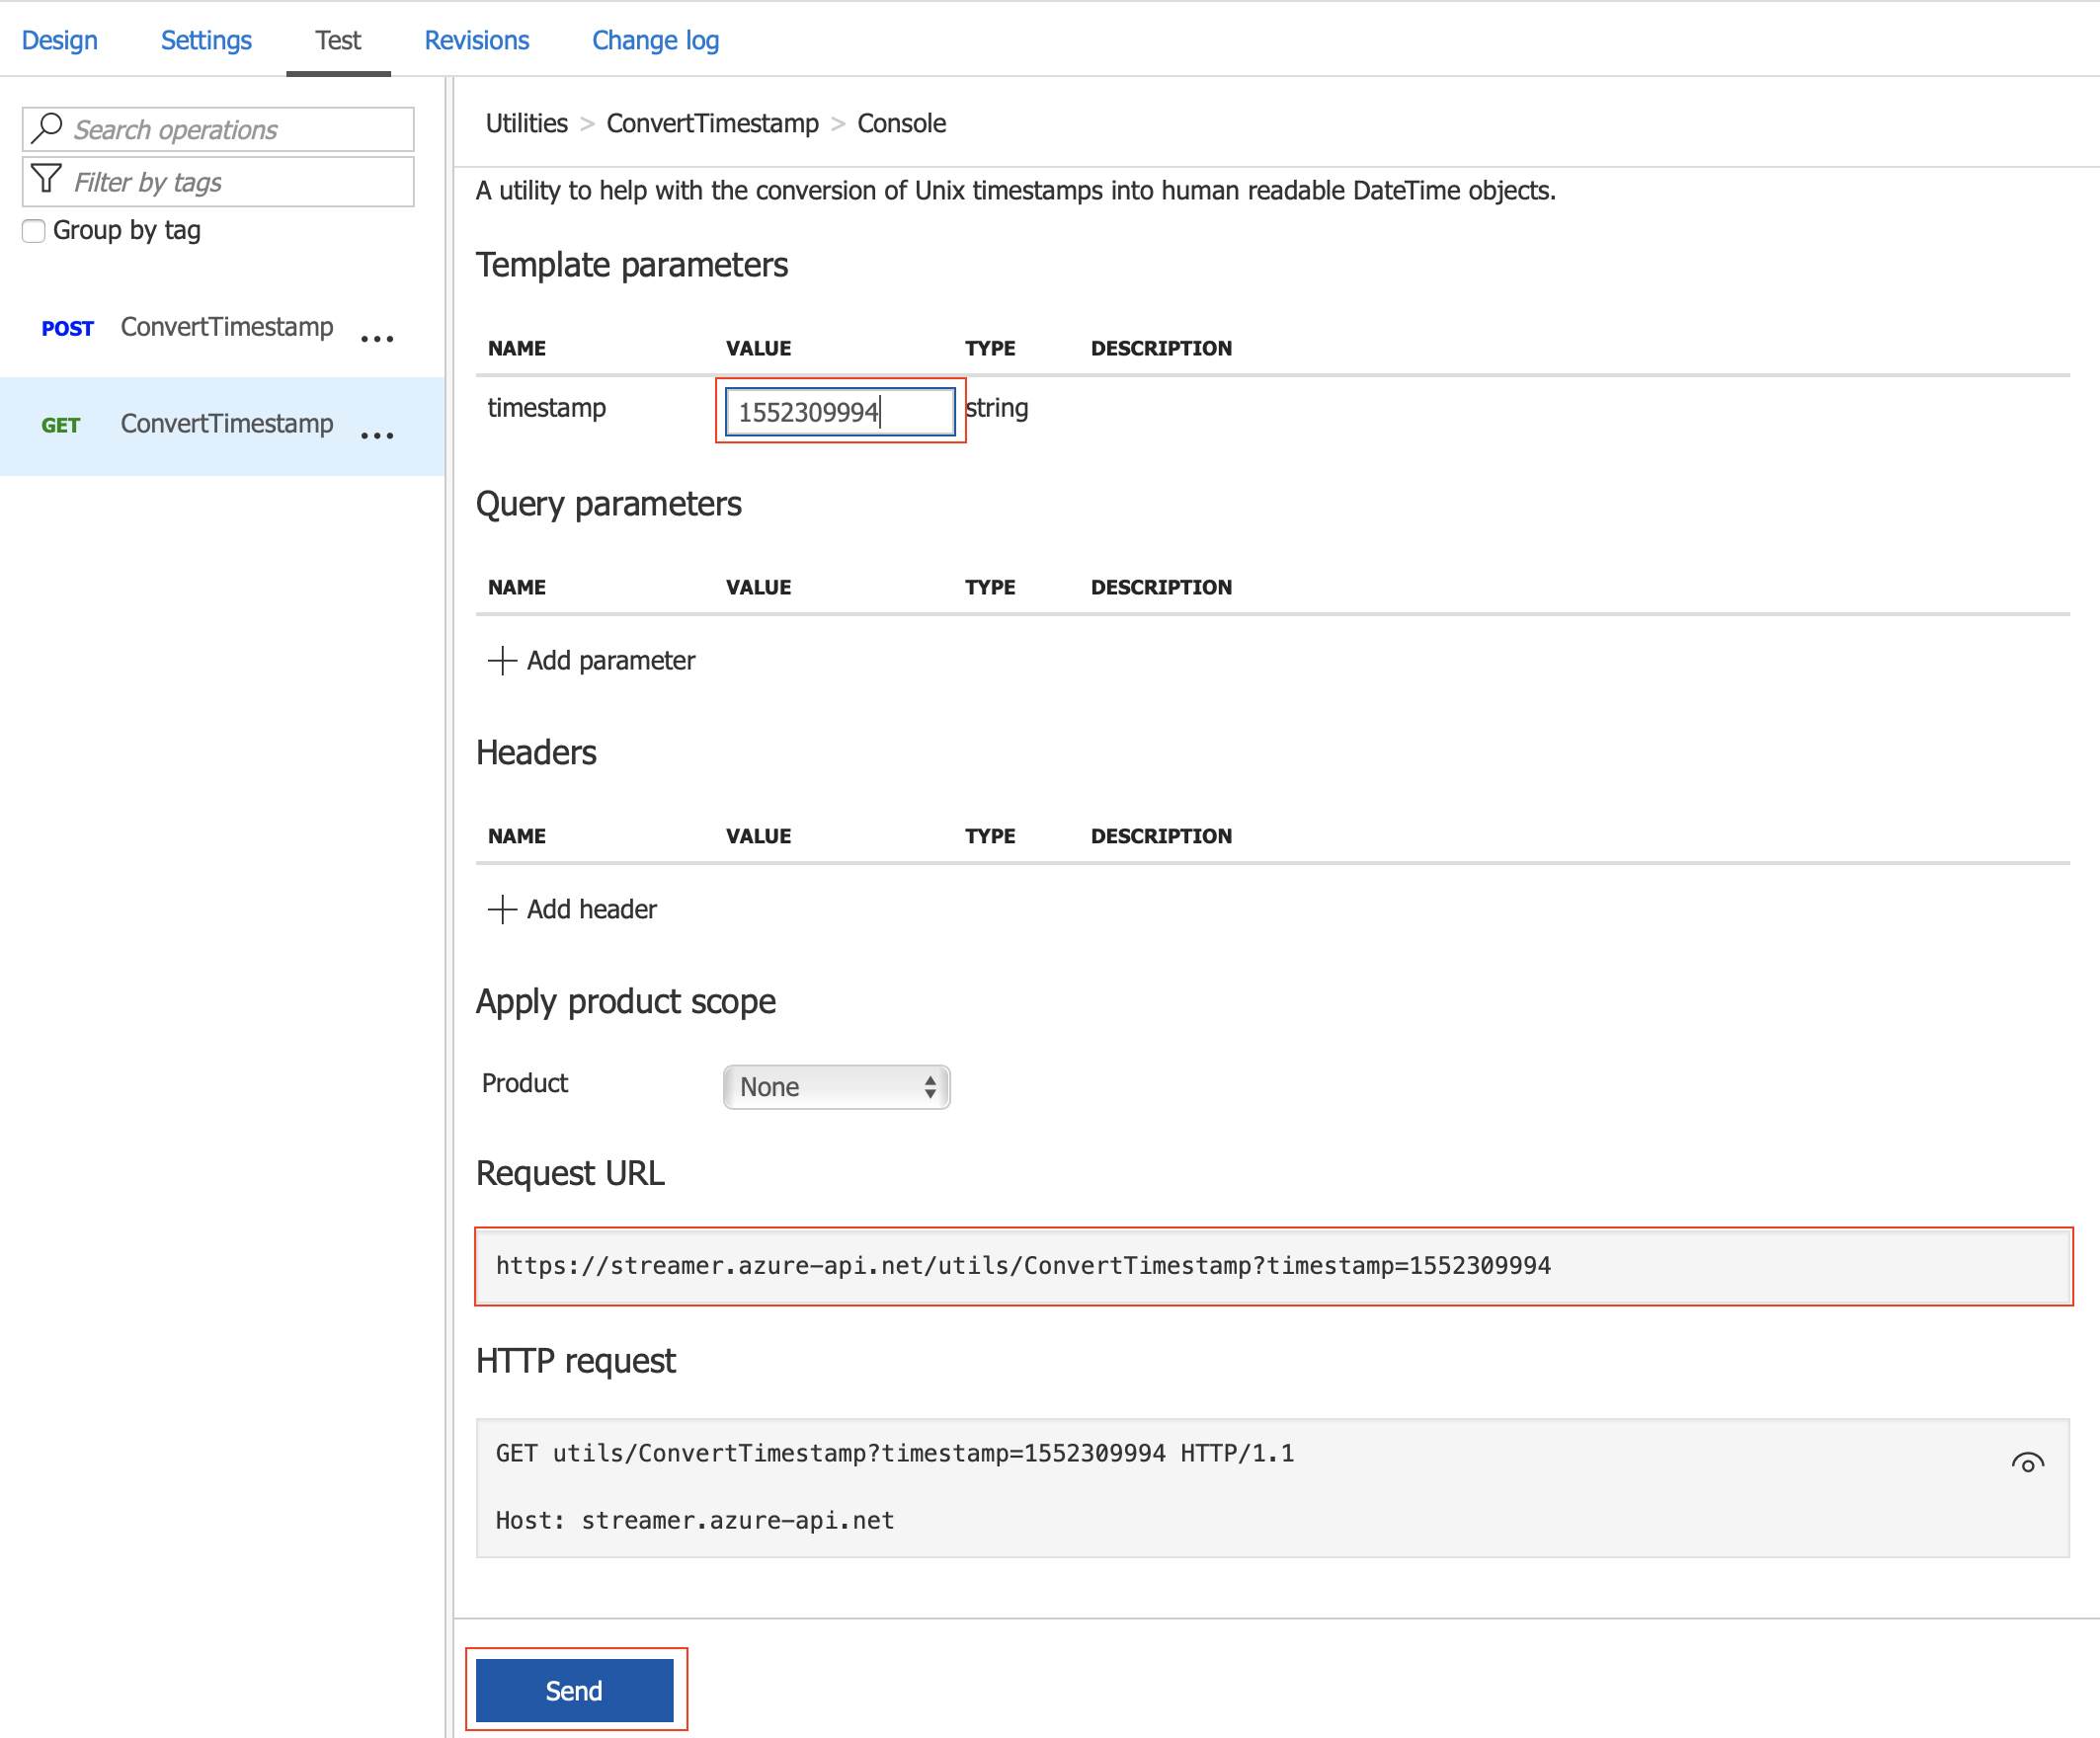 Design Settings Test Revisions Change log
Search operations
Filter by tags
Group by tag
POST ConvertTimestamp ...
GET ConvertTimestamp ...
Utilities > ConvertTimestamp > Console
A utility to help with the conversion of Unix timestamps into human readable DateTime objects.
Template parameters
NAME VALUE TYPE DESCRIPTION
timestamp 1552309994 string
Query parameters
NAME VALUE TYPE DESCRIPTION
Add parameter
Headers
NAME VALUE TYPE DESCRIPTION
Add header
Apply product scope
Product None
Request URL
https://streamer.azure-api.net/utils/ConvertTimestamp?timestamp=1552309994
HTTP request
GET utils/ConvertTimestamp?timestamp=1552309994 HTTP/1.1
Host: streamer.azure-api.net
Send